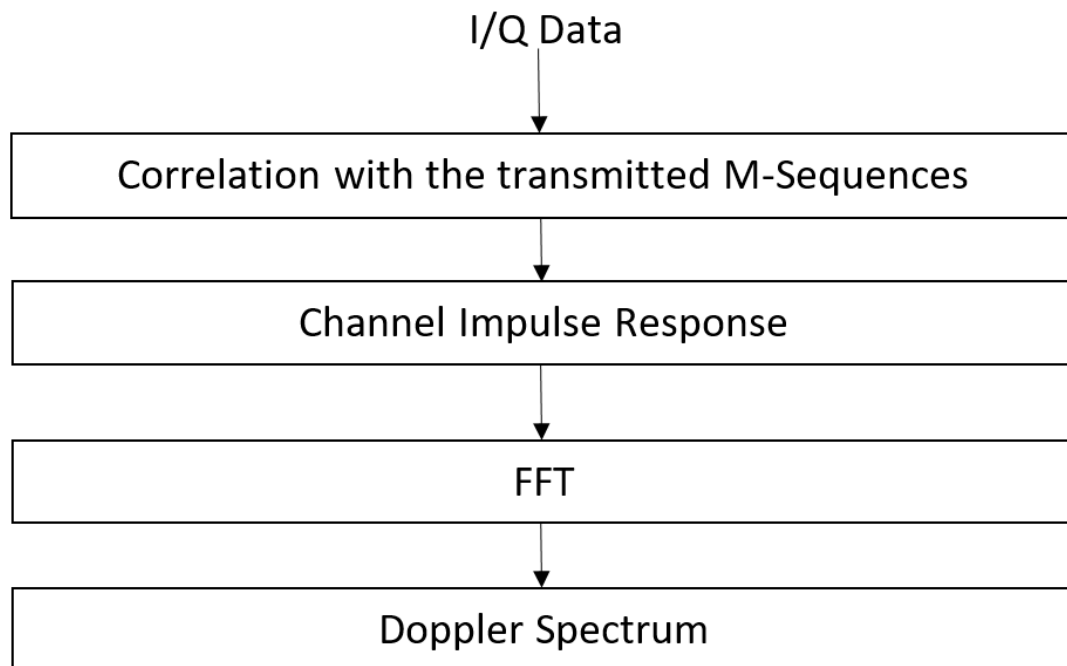 I/Q Data
Correlation with the transmitted M-Sequences
Channel Impulse Response
FFT
Doppler Spectrum